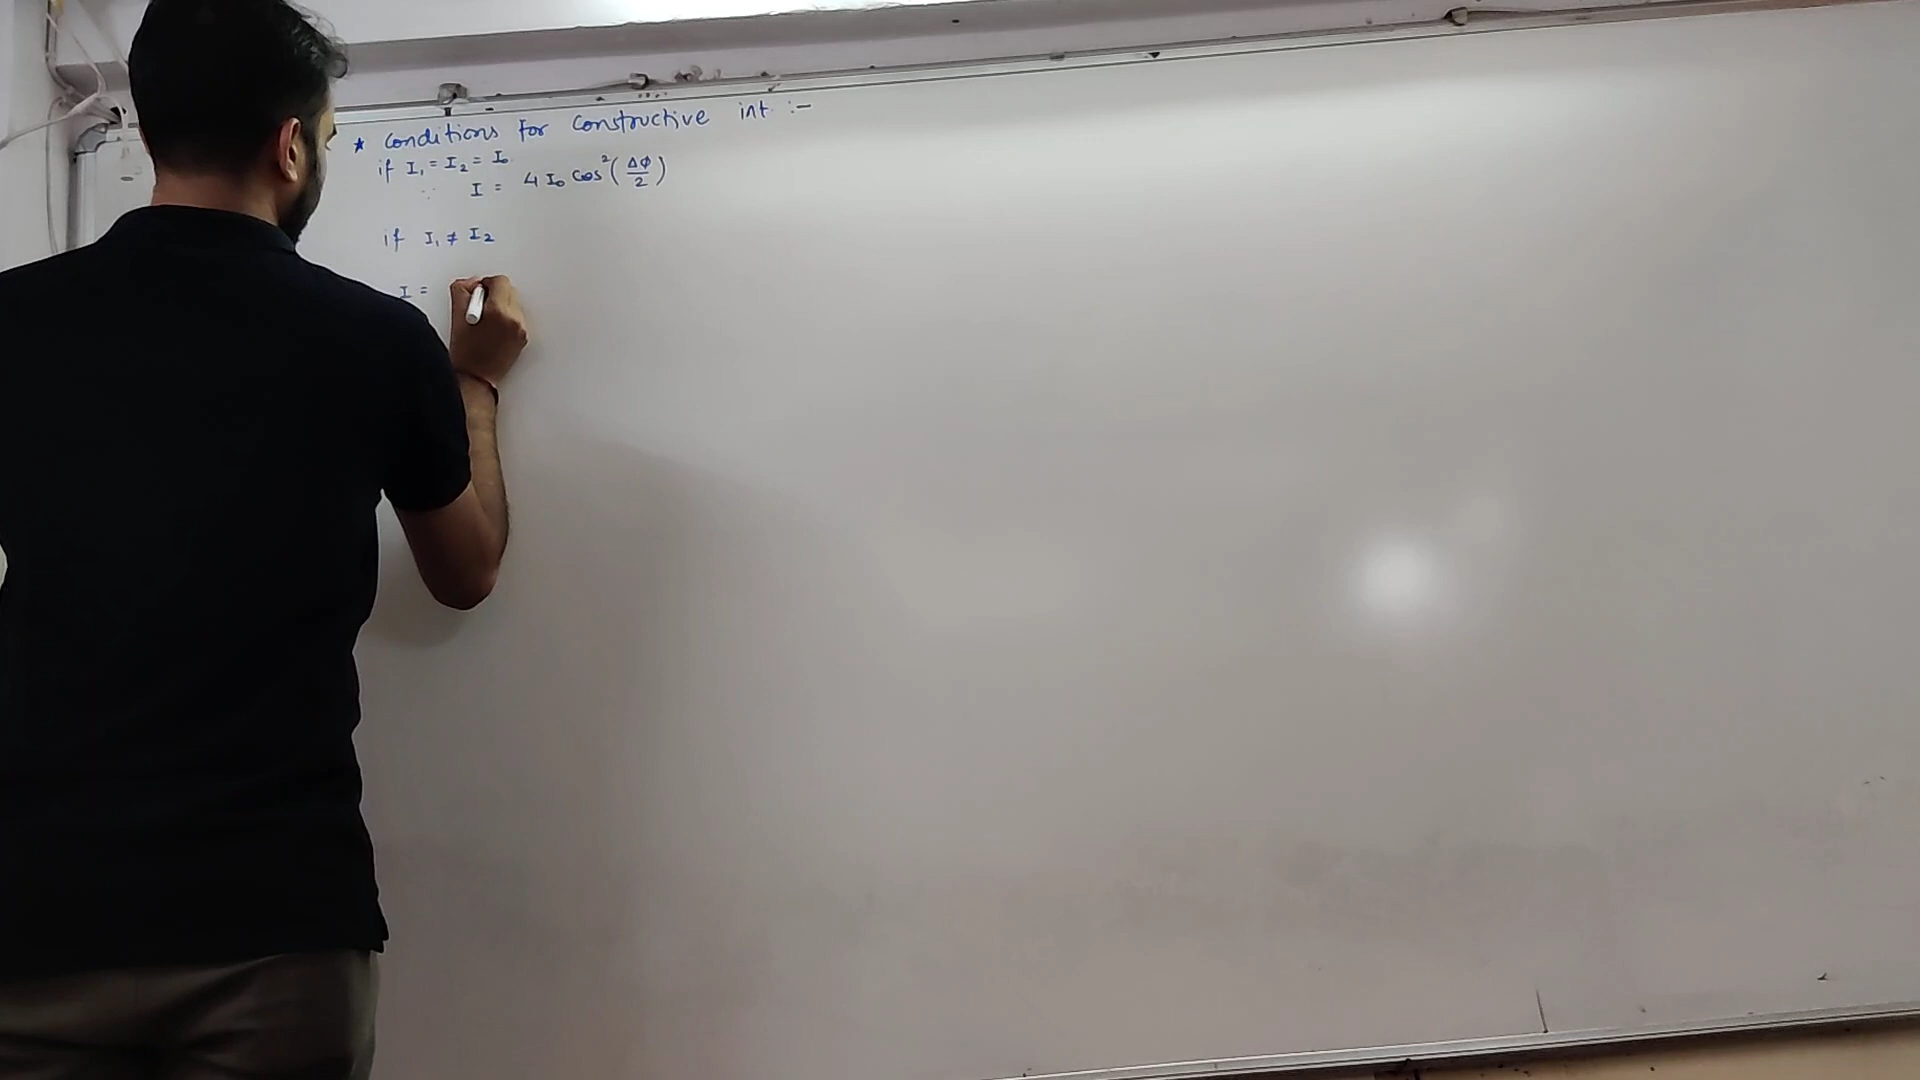 ★ Conditions for Constructive int :-
if I₁ = I₂ = I₀
∵ I = 4 I₀ cos² (Δφ/2)
if I₁ ≠ I₂
I =